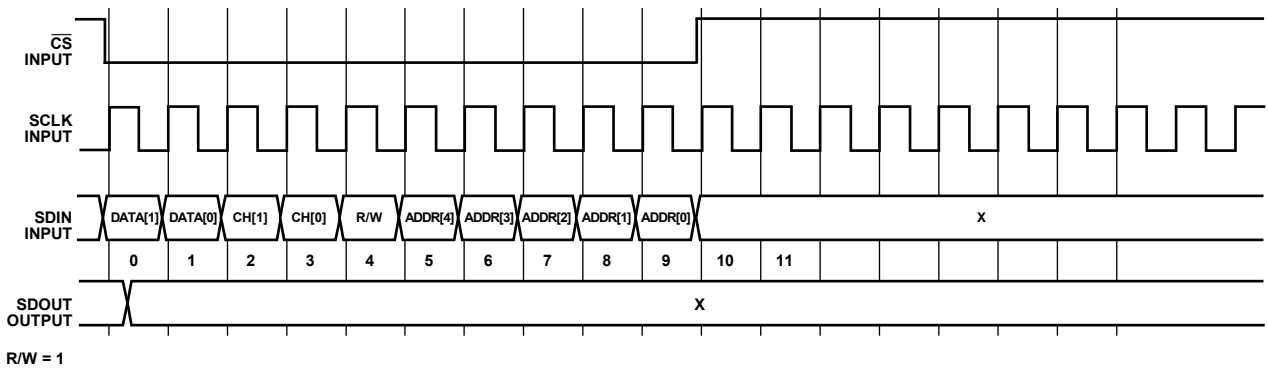 CS
INPUT
SCLK
INPUT
SDIN
INPUT
DATA[1] DATA[0] CH[1] CH[0] R/W ADDR[4] ADDR[3] ADDR[2] ADDR[1] ADDR[0] X
0 1 2 3 4 5 6 7 8 9 10 11
SDOUT
OUTPUT
X
R/W = 1